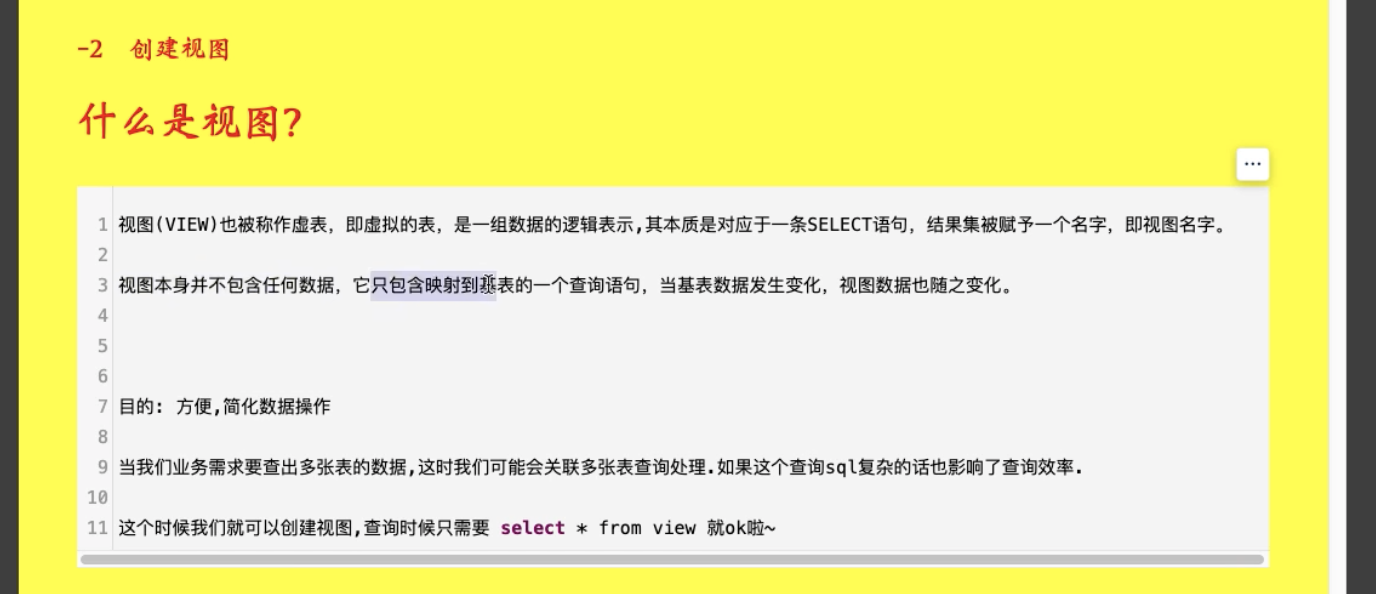 -2 创建视图
什么是视图?
...
1 视图(VIEW)也被称作虚表，即虚拟的表，是一组数据的逻辑表示,其本质是对应于一条SELECT语句，结果集被赋予一个名字，即视图名字。
2
3 视图本身并不包含任何数据，它只包含映射到基表的一个查询语句，当基表数据发生变化，视图数据也随之变化。
4
5
6
7 目的: 方便,简化数据操作
8
9 当我们业务需求要查出多张表的数据,这时我们可能会关联多张表查询处理.如果这个查询sql复杂的话也影响了查询效率.
10
11 这个时候我们就可以创建视图,查询时候只需要 select * from view 就ok啦~